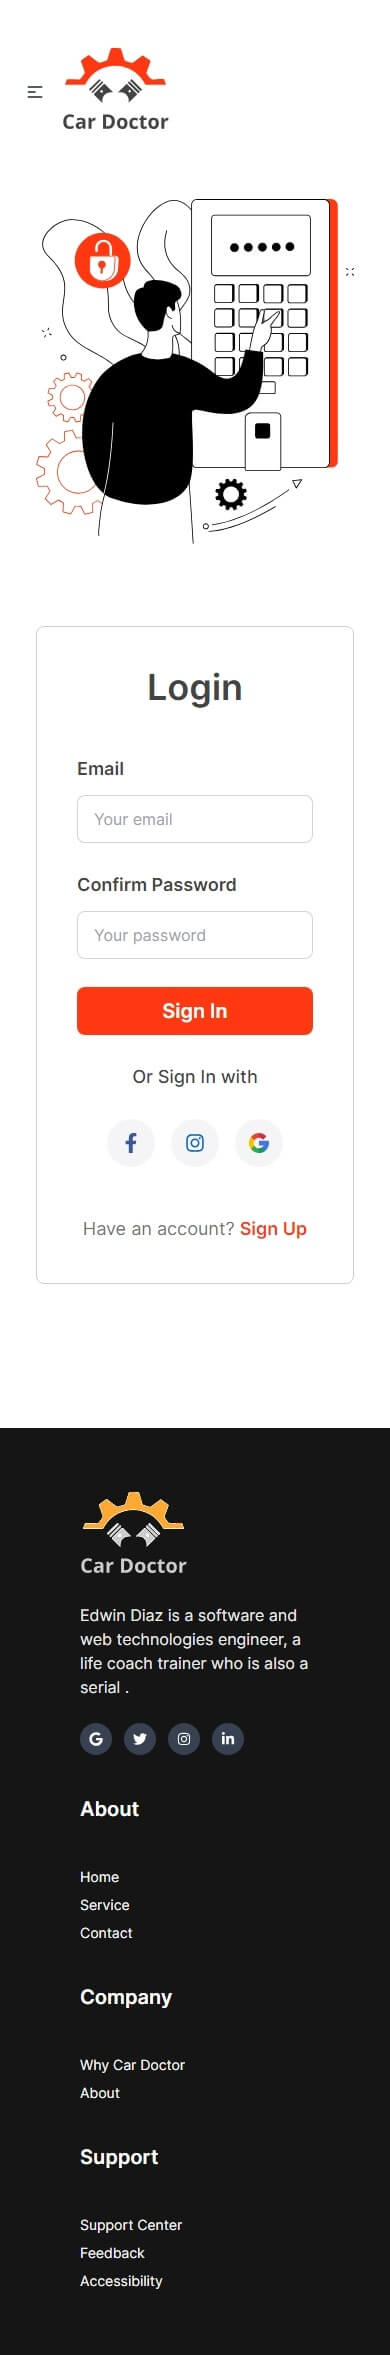 Car Doctor
Login
Email
Your email
Confirm Password
Your password
Sign In
Or Sign In with
Have an account? Sign Up
Car Doctor
Edwin Diaz is a software and
web technologies engineer, a
life coach trainer who is also a
serial .
About
Home
Service
Contact
Company
Why Car Doctor
About
Support
Support Center
Feedback
Accessibility